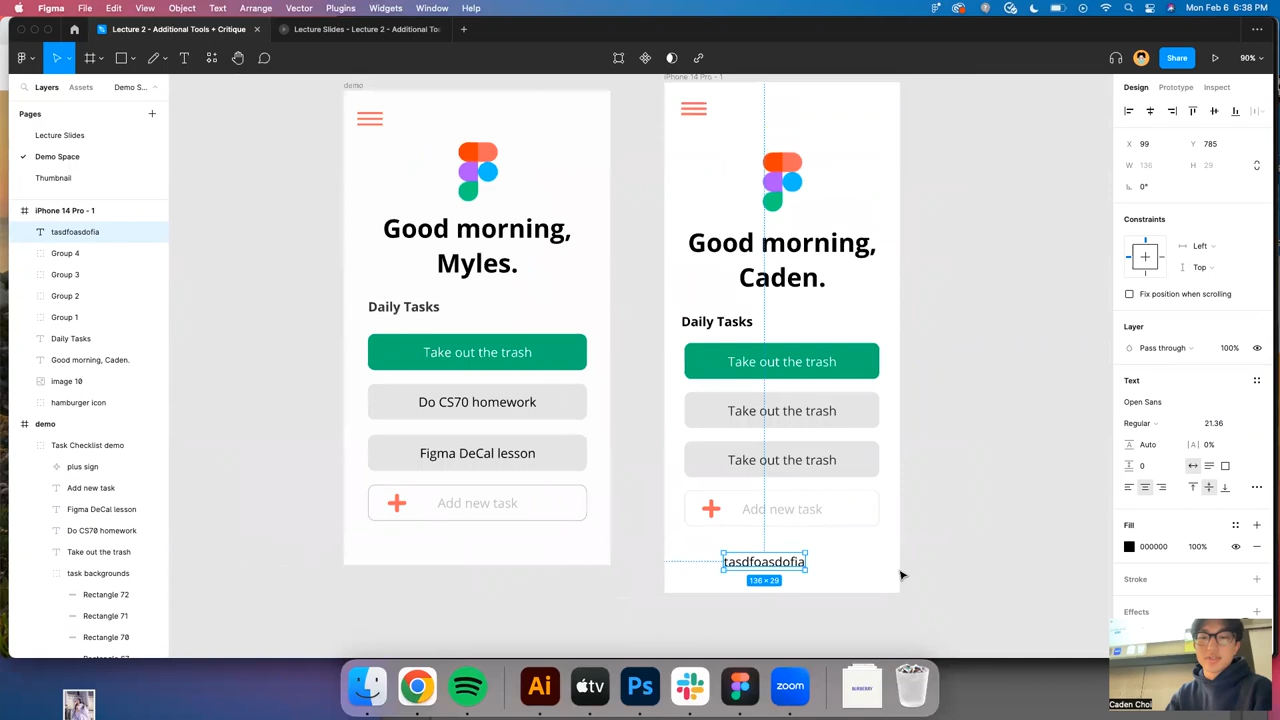 Figma File Edit View Object Text Arrange Vector Plugins Widgets Window Help
Mon Feb 6 6:38 PM
Lecture 2 - Additional Tools + Critique
Lecture Slides - Lecture 2 - Additional To
Share
90%
Layers Assets Demo S...
Pages
Lecture Slides
Demo Space
Thumbnail
iPhone 14 Pro - 1
tasdfoasdofia
Group 4
Group 3
Group 2
Group 1
Daily Tasks
Good morning, Caden.
image 10
hamburger icon
demo
Task Checklist demo
plus sign
Add new task
Figma DeCal lesson
Do CS70 homework
Take out the trash
task backgrounds
Rectangle 72
Rectangle 71
Rectangle 70
demo
Good morning,
Myles.
Daily Tasks
Take out the trash
Do CS70 homework
Figma DeCal lesson
Add new task
iPhone 14 Pro - 1
Good morning,
Caden.
Daily Tasks
Take out the trash
Take out the trash
Take out the trash
Add new task
tasdfoasdofia
136 × 29
Design Prototype Inspect
X 99 Y 785
W 136 H 29
0°
Constraints
Left
Top
Fix position when scrolling
Layer
Pass through 100%
Text
Open Sans
Regular 21.36
Auto 0%
0
Fill
000000 100%
Stroke
Effects
Caden Choi
Ai
tv
Ps
zoom
BURBERRY